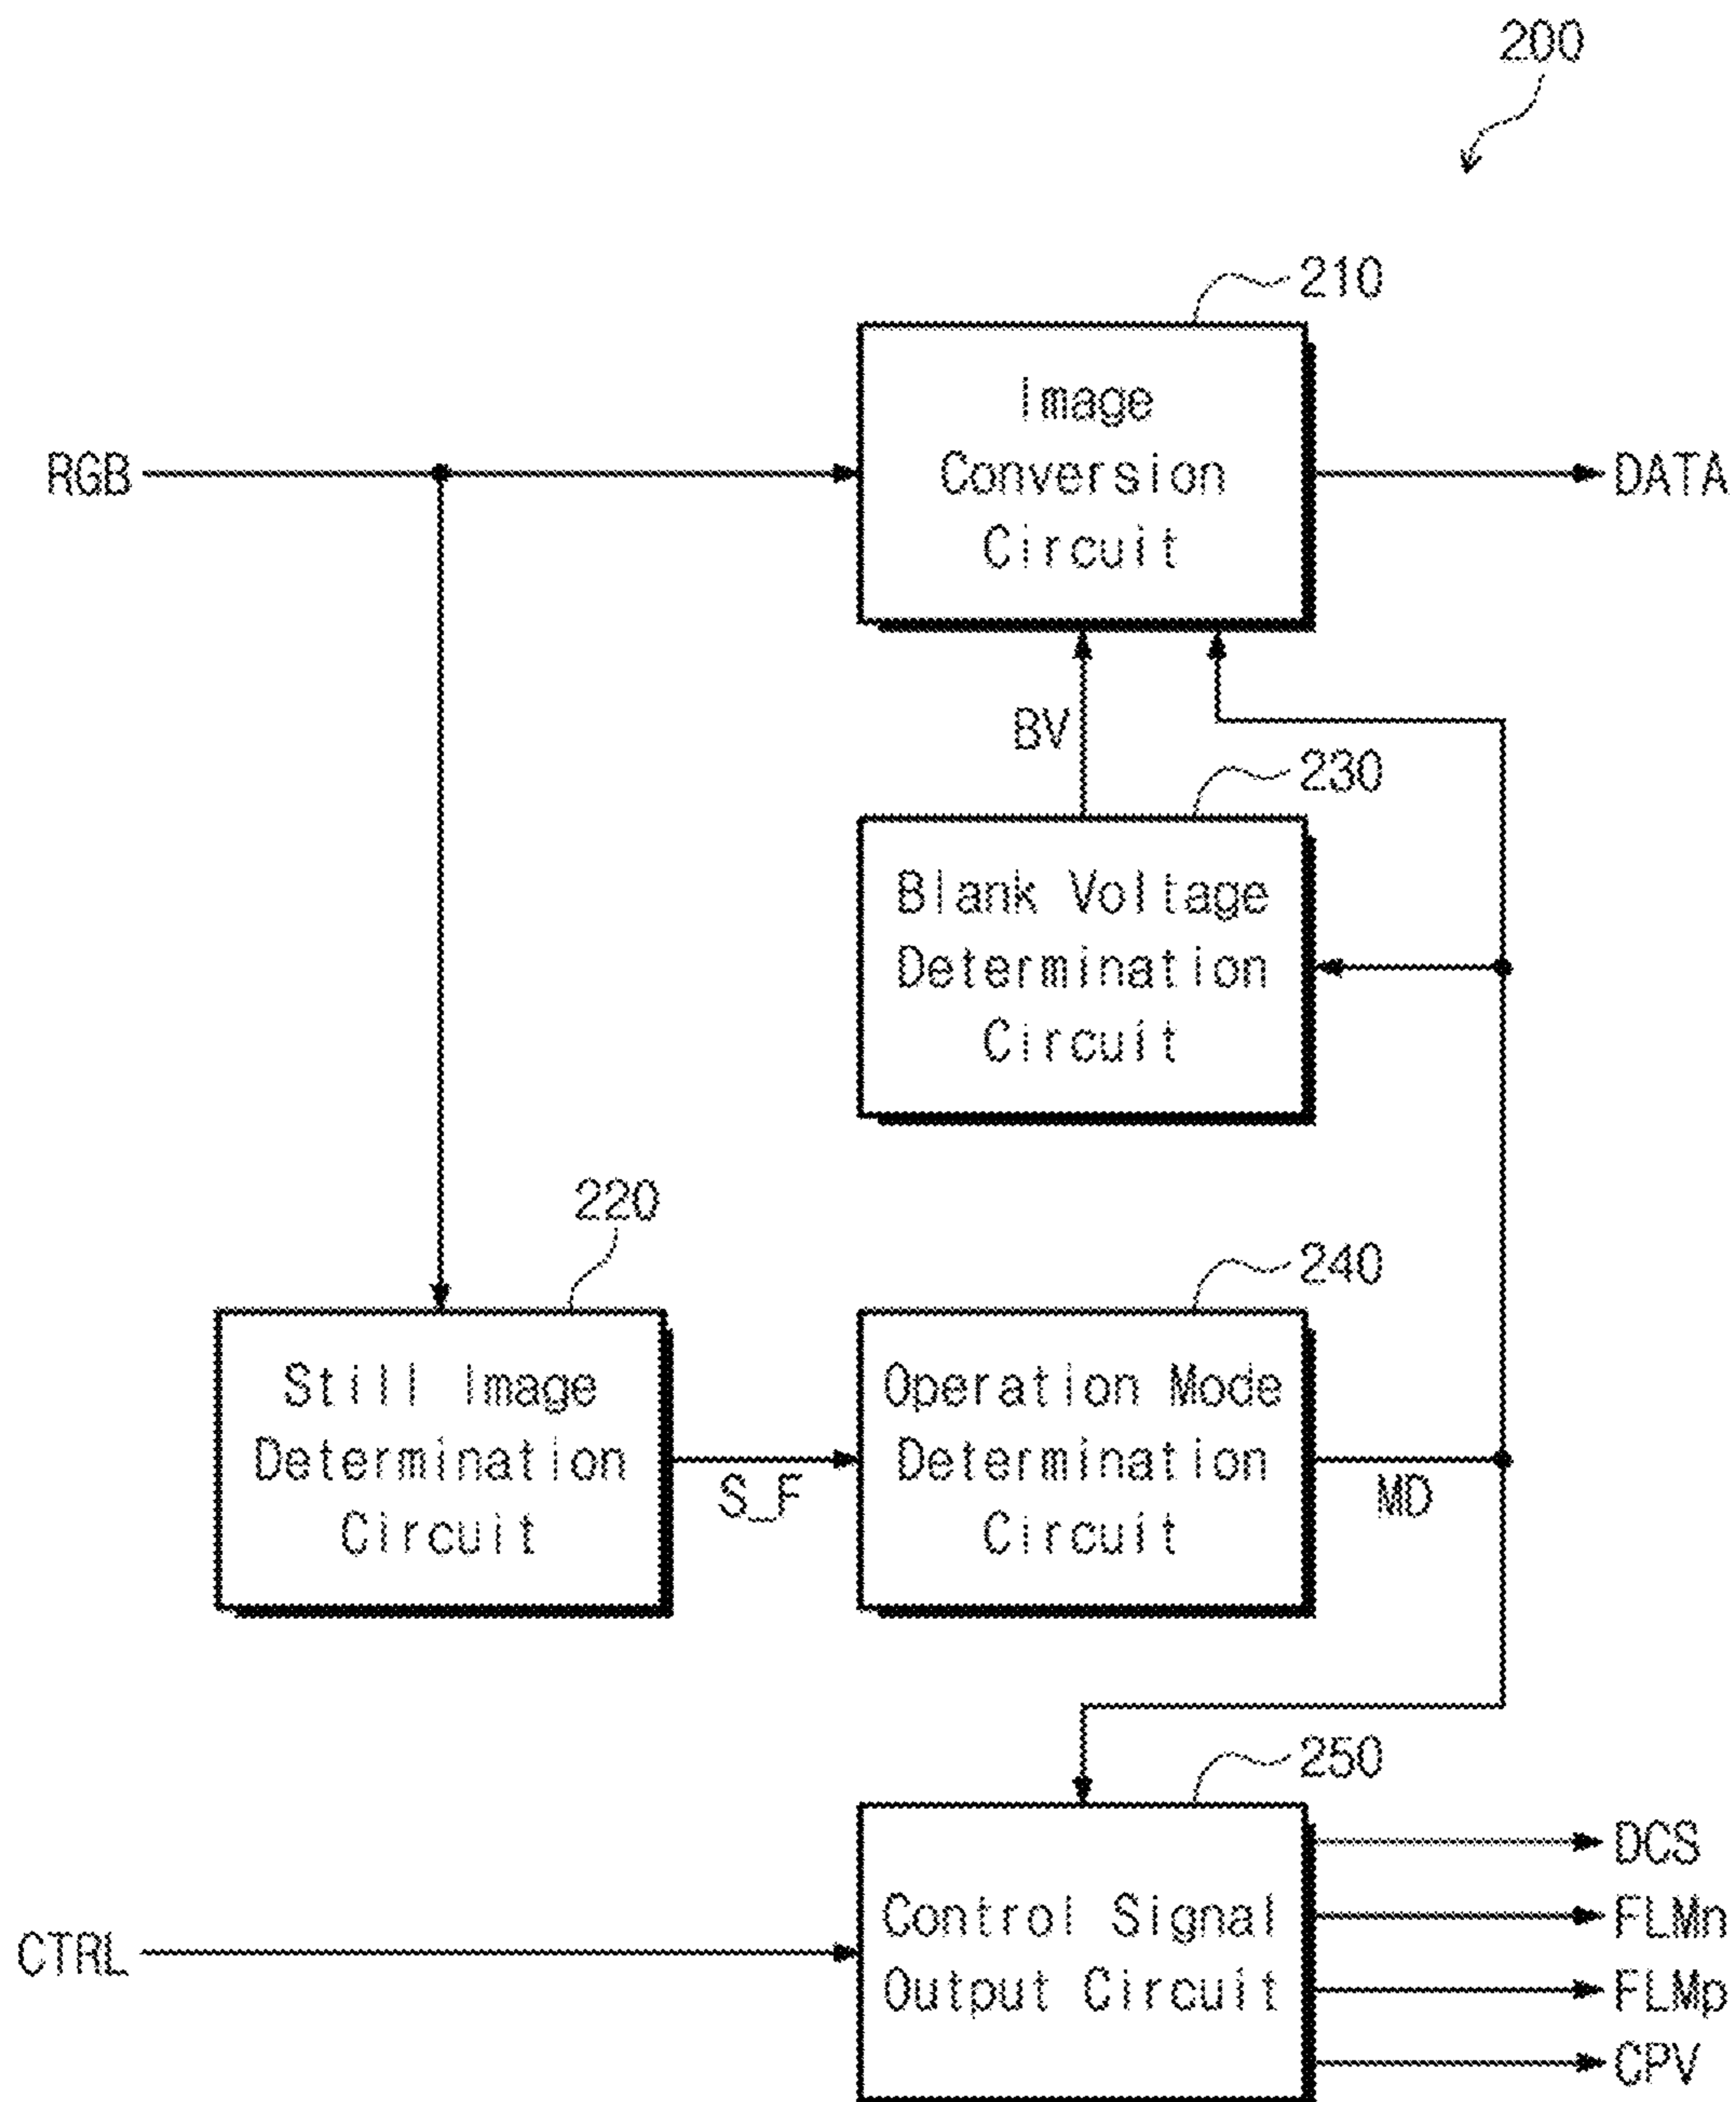 200
210
Image
Conversion
Circuit
RGB
DATA
BV
230
Blank Voltage
Determination
Circuit
220
Still Image
Determination
Circuit
S_F
240
Operation Mode
Determination
Circuit
MD
250
Control Signal
Output Circuit
CTRL
DCS
FLMn
FLMp
CPV